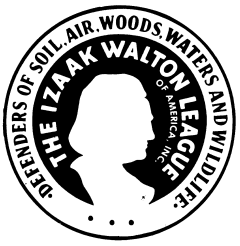 · DEFENDERS OF SOIL, AIR, WOODS, WATERS AND WILDLIFE ·
THE IZAAK WALTON LEAGUE
OF AMERICA, INC.